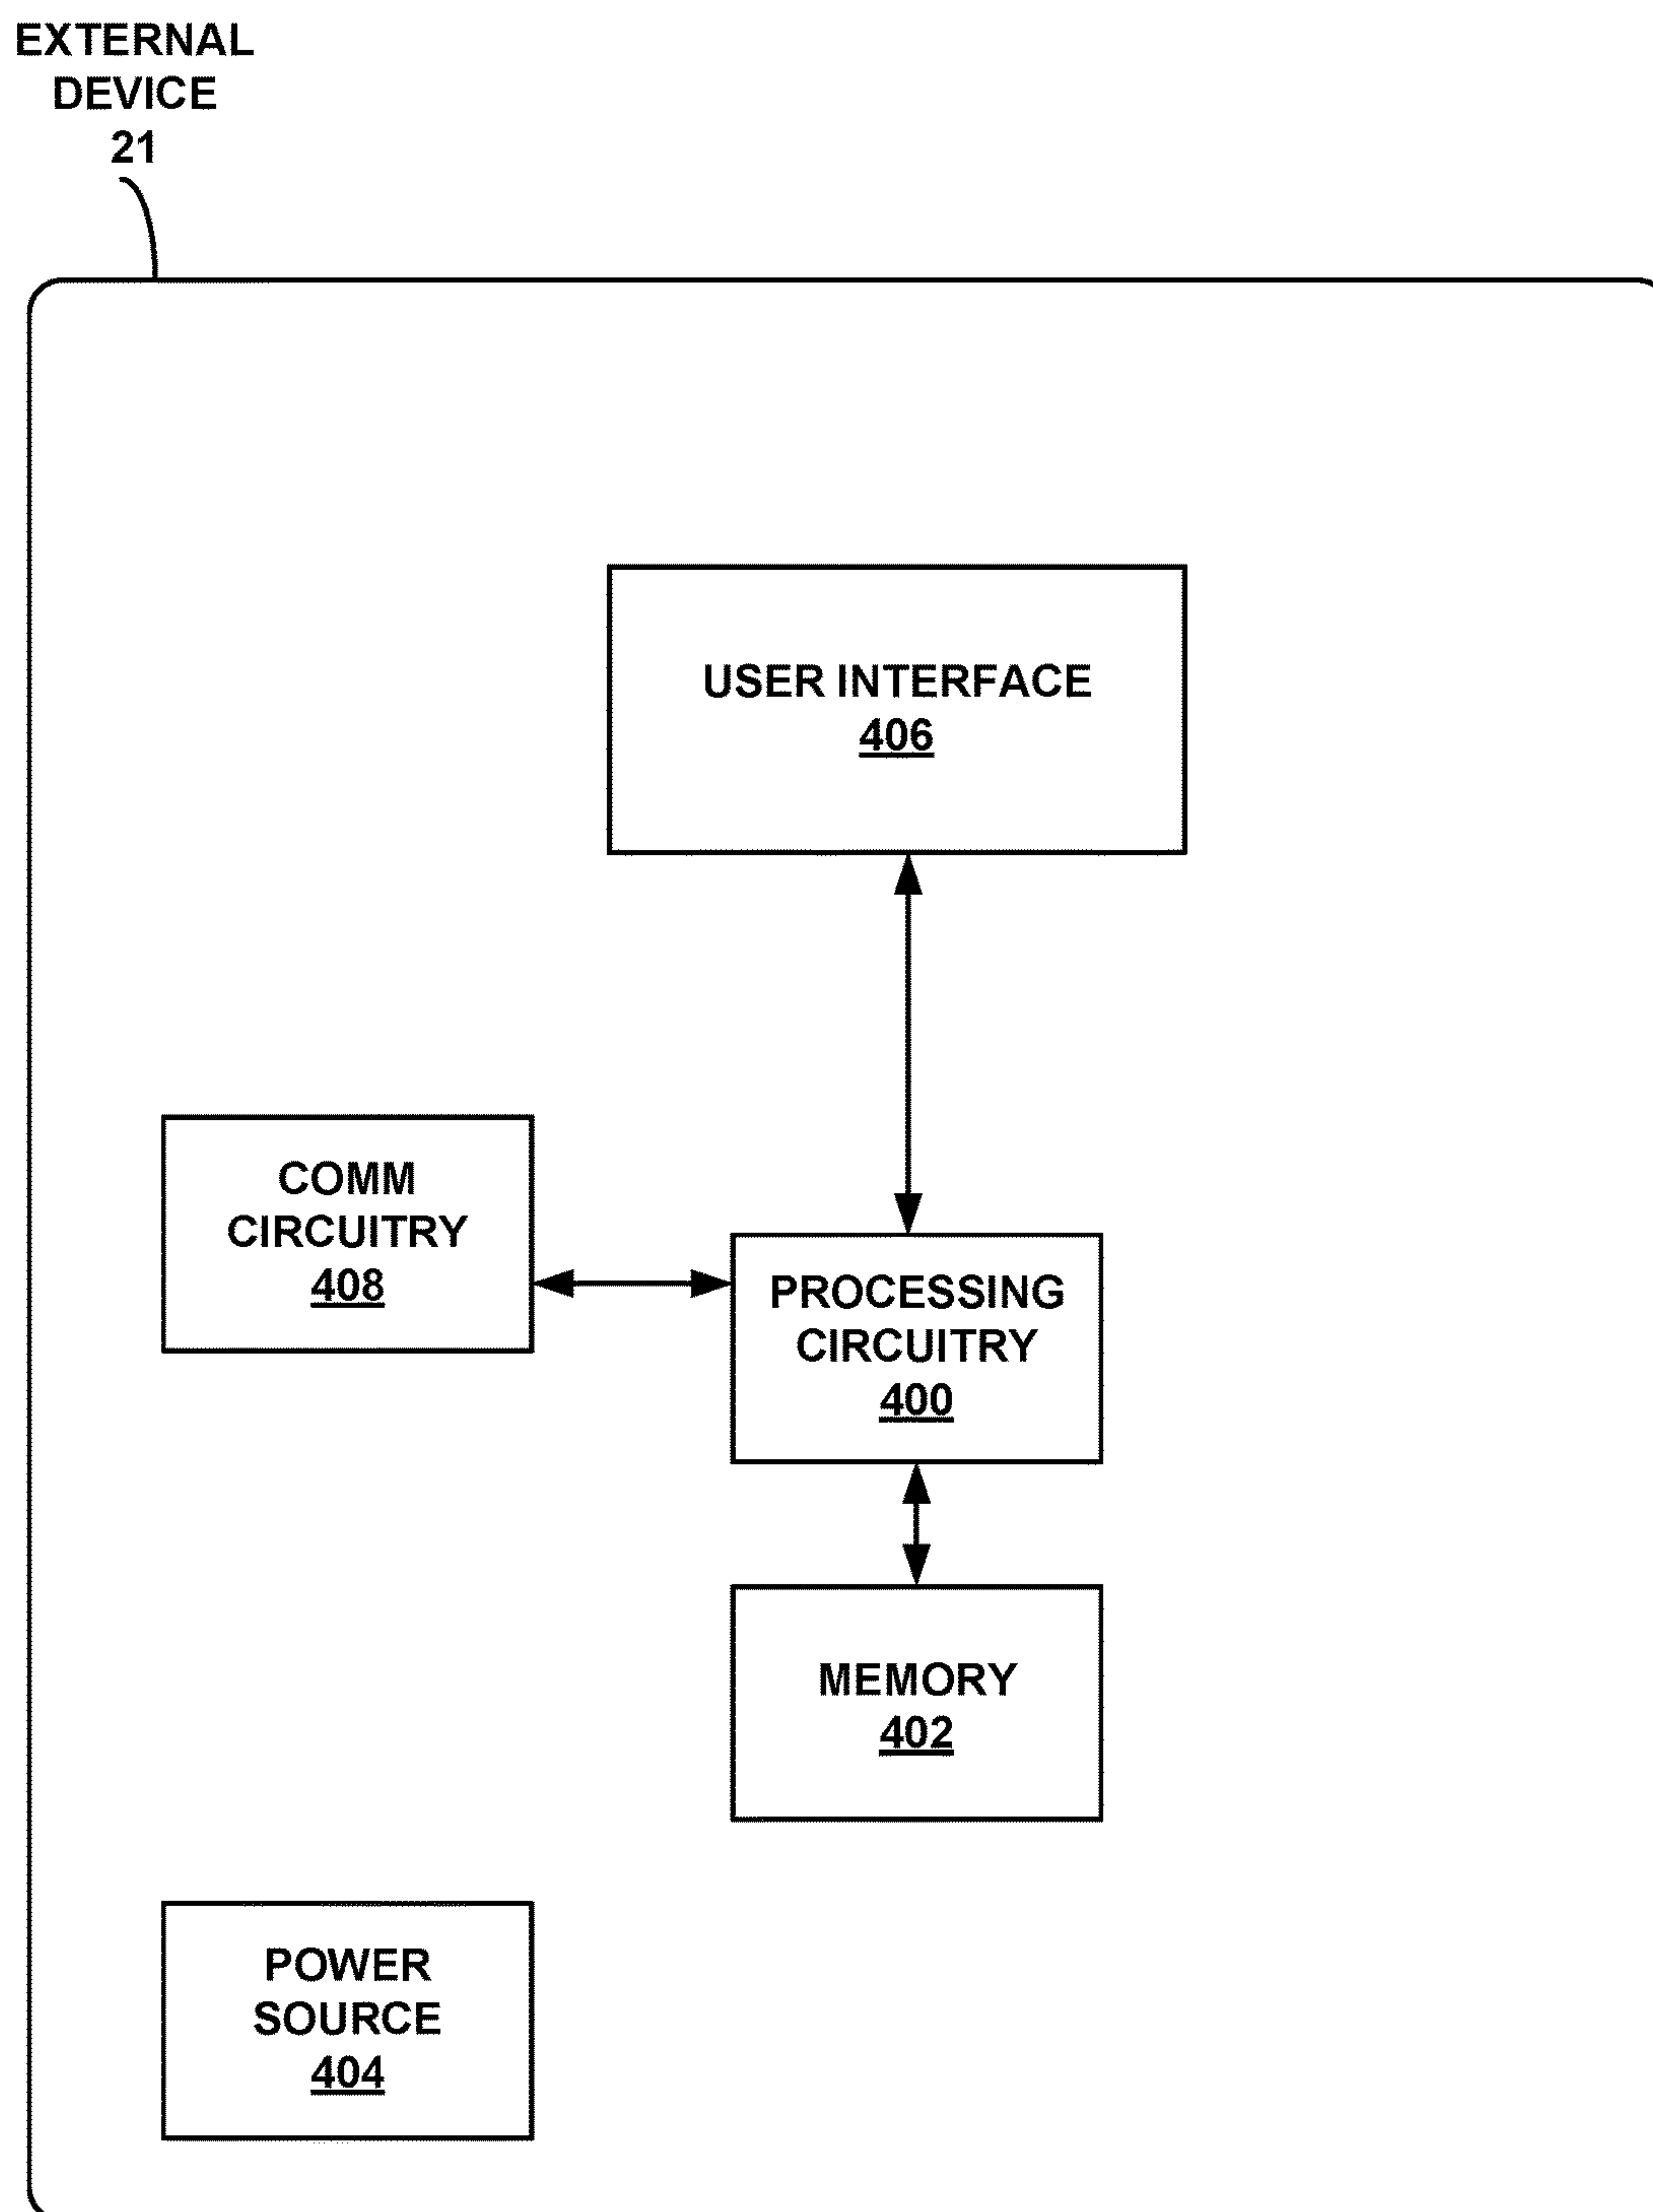 EXTERNAL
DEVICE
21
USER INTERFACE
406
COMM
CIRCUITRY
408
PROCESSING
CIRCUITRY
400
MEMORY
402
POWER
SOURCE
404